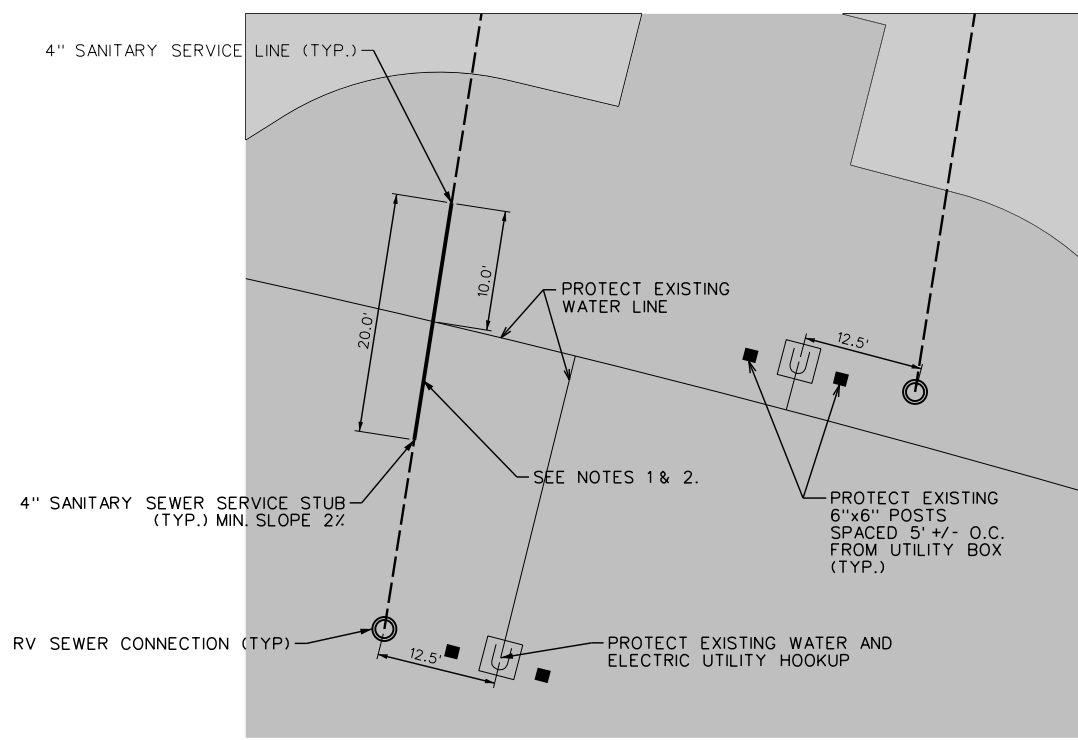 4" SANITARY SERVICE LINE (TYP.)
10.0'
20.0'
PROTECT EXISTING
WATER LINE
12.5'
SEE NOTES 1 & 2.
4" SANITARY SEWER SERVICE STUB
(TYP.) MIN. SLOPE 2%
PROTECT EXISTING
6"x6" POSTS
SPACED 5' +/- O.C.
FROM UTILITY BOX
(TYP.)
RV SEWER CONNECTION (TYP)
12.5'
PROTECT EXISTING WATER AND
ELECTRIC UTILITY HOOKUP